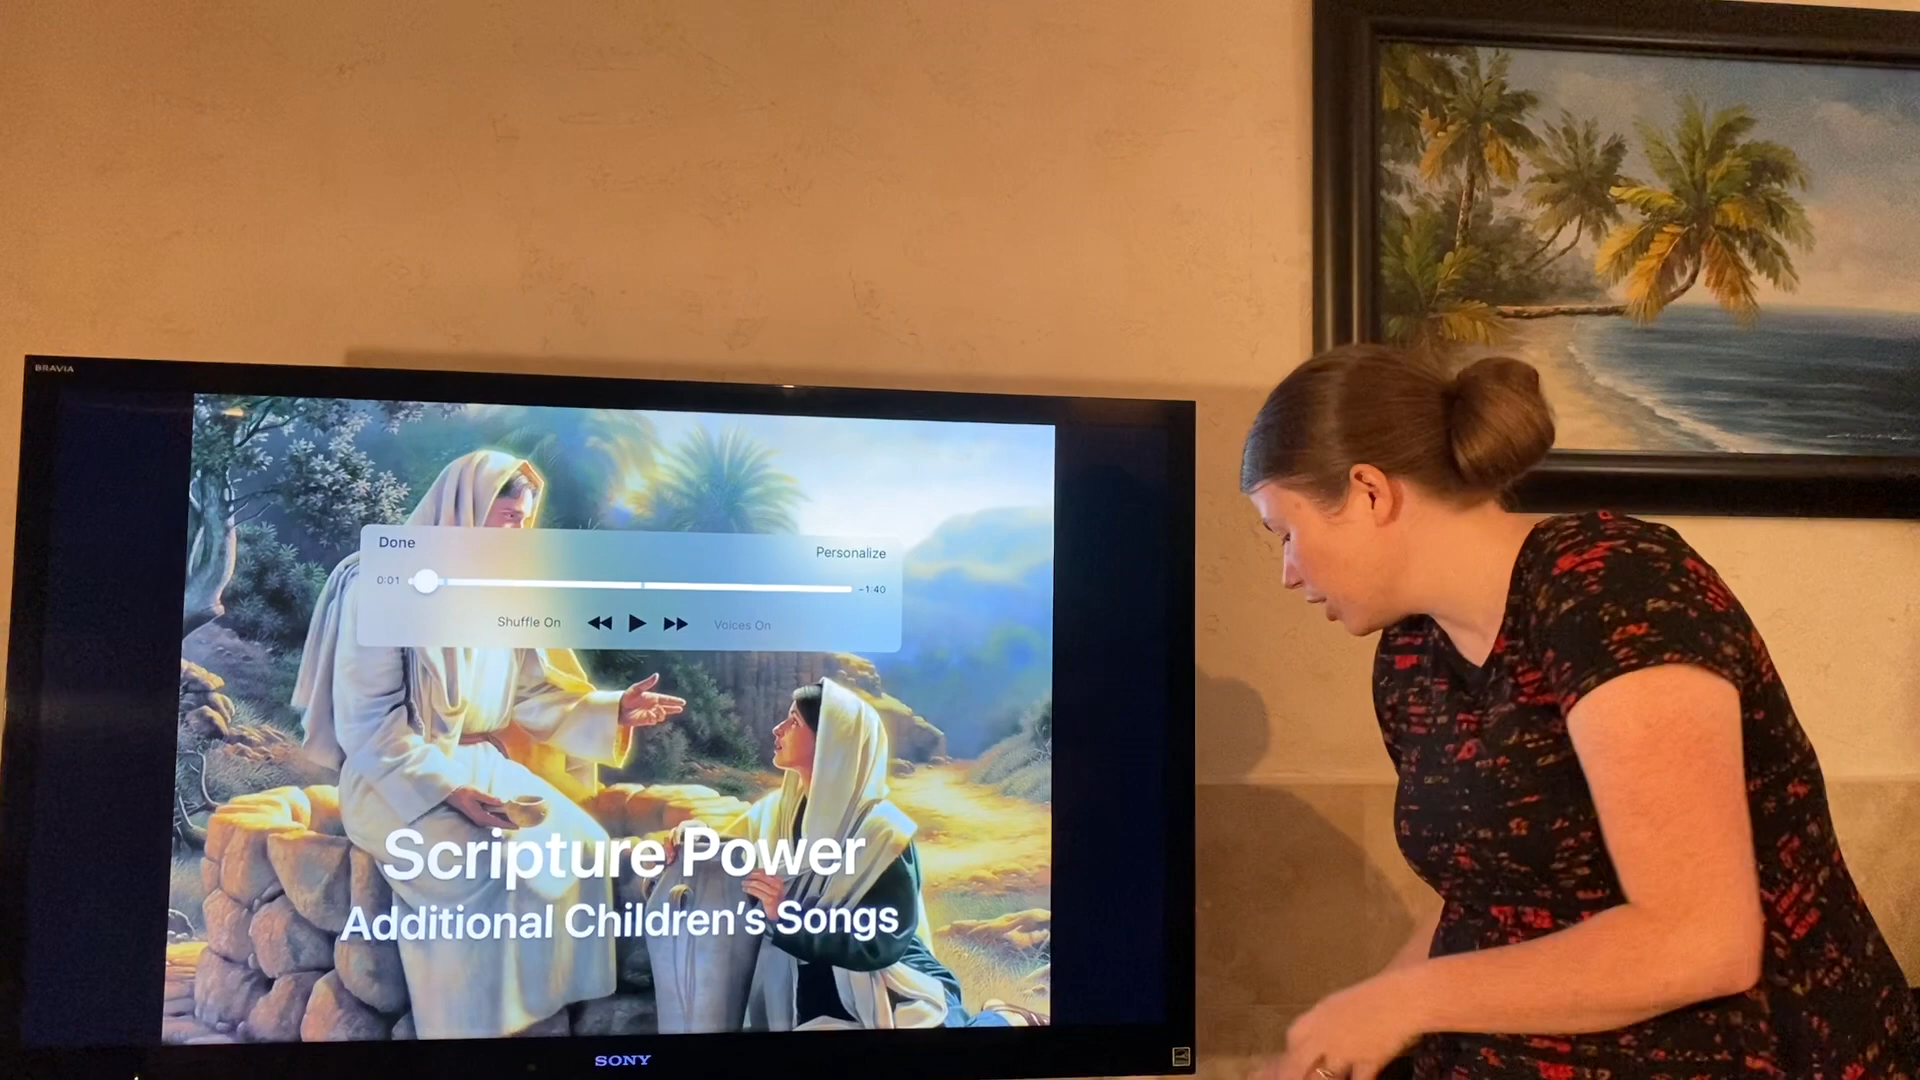 BRAVIA
Done
Personalize
0:01
-1:40
Shuffle On
Voices On
Scripture Power
Additional Children's Songs
SONY